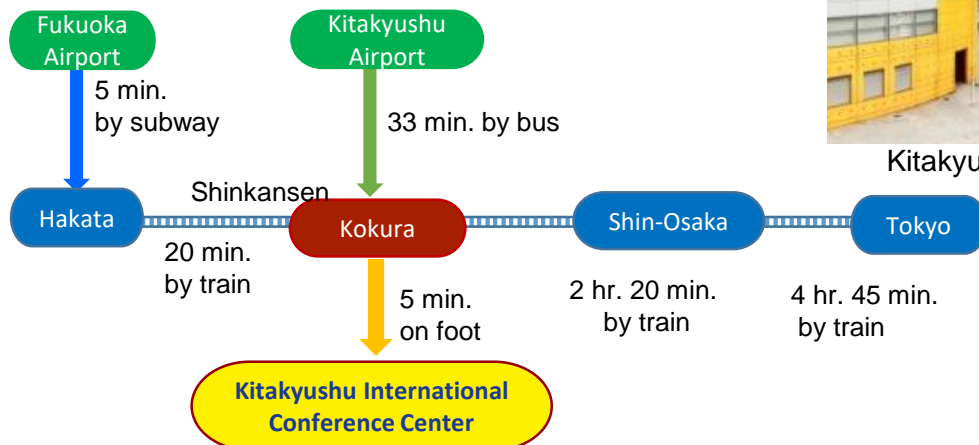 Fukuoka
Airport
Kitakyushu
Airport
5 min.
by subway
33 min. by bus
Kitakyu
Shinkansen
Hakata
Kokura
Shin-Osaka
Tokyo
20 min.
by train
5 min.
on foot
2 hr. 20 min.
by train
4 hr. 45 min.
by train
Kitakyushu International
Conference Center